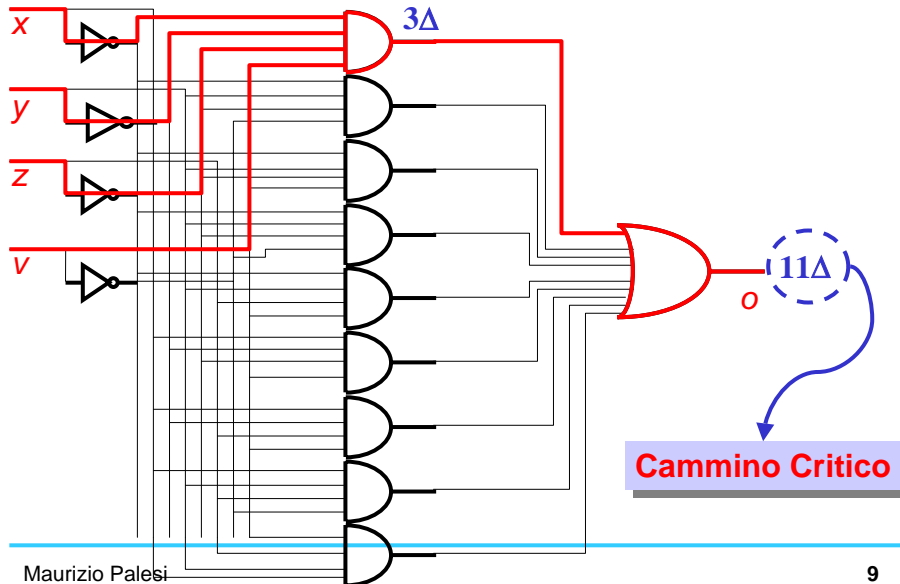 x
3Δ
y
z
v
11Δ
o
Cammino Critico
Maurizio Palesi
9